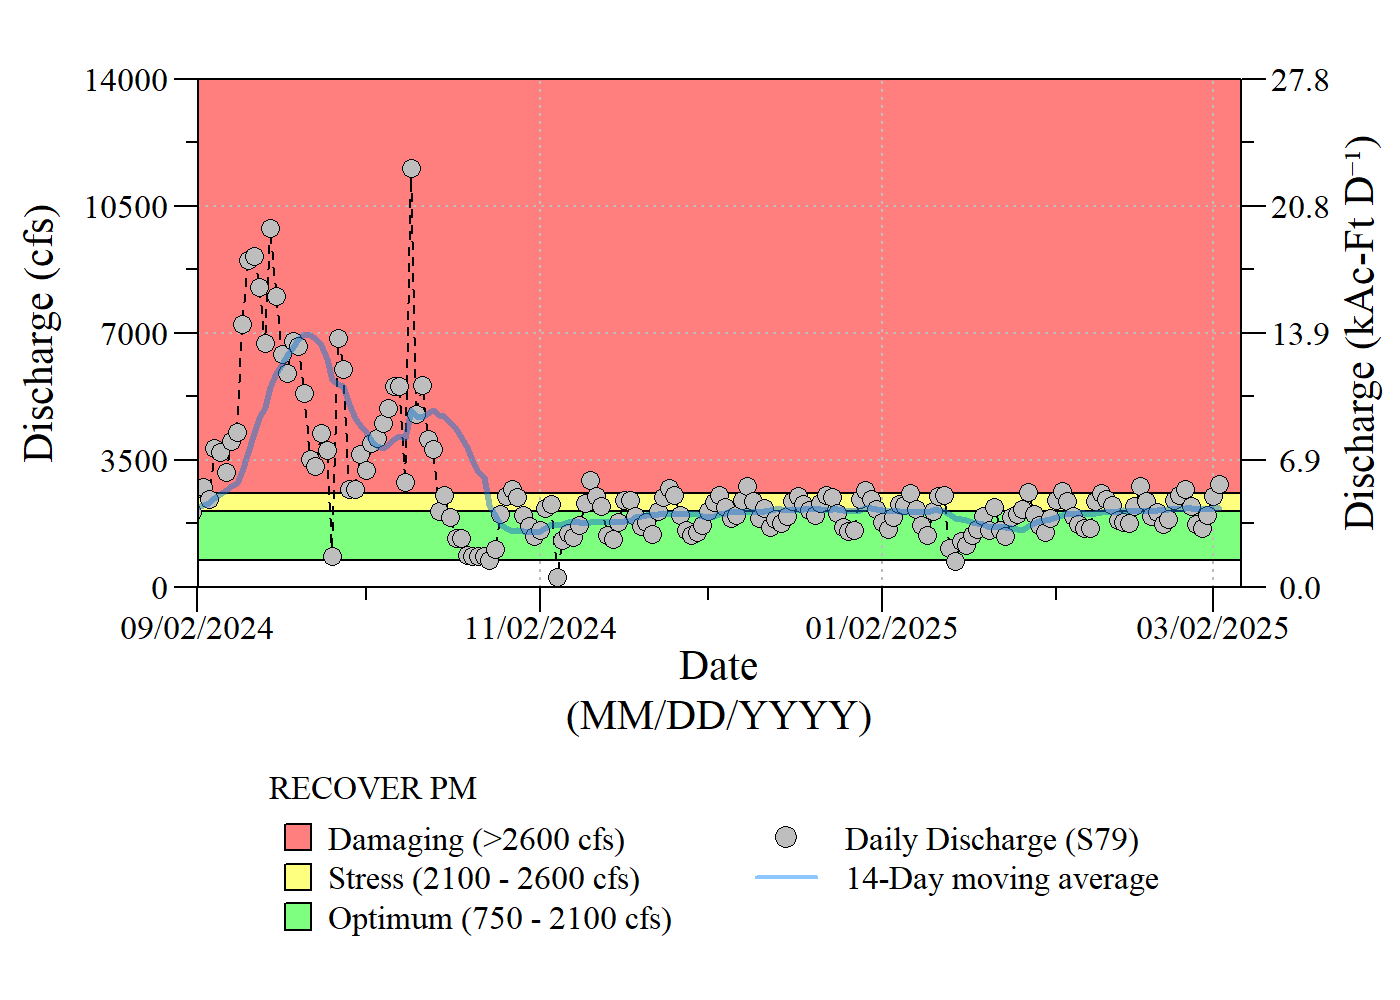 14000
10500
7000
3500
0
Discharge (cfs)
27.8
20.8
13.9
6.9
0.0
Discharge (kAc-Ft D⁻¹)
09/02/2024
11/02/2024
01/02/2025
03/02/2025
Date
(MM/DD/YYYY)
RECOVER PM
Damaging (>2600 cfs)
Stress (2100 - 2600 cfs)
Optimum (750 - 2100 cfs)
Daily Discharge (S79)
14-Day moving average